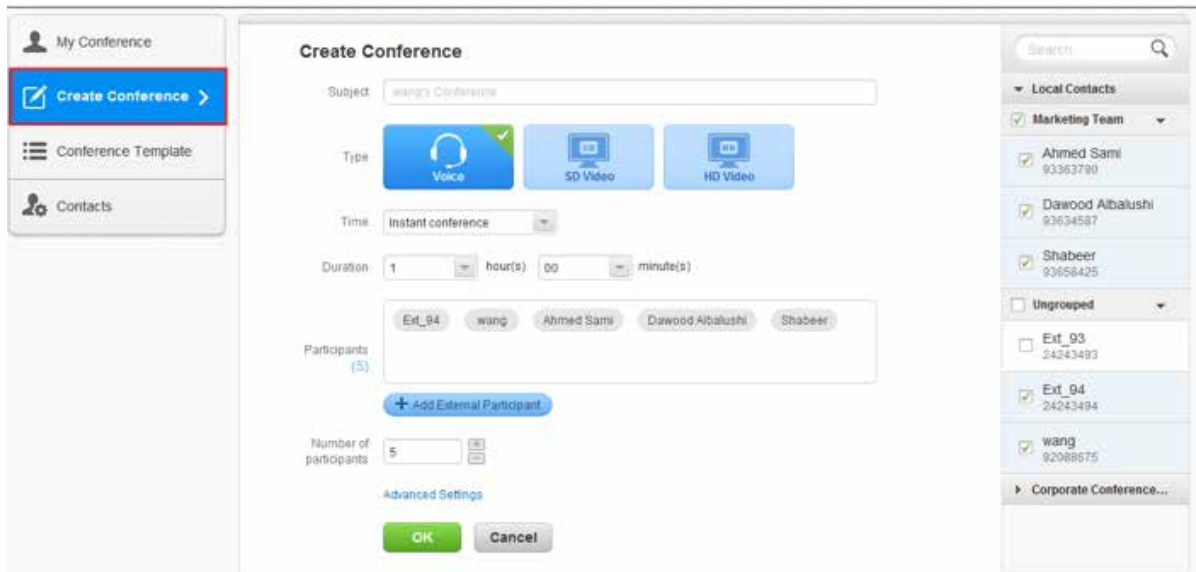 My Conference
Create Conference
Conference Template
Contacts
Create Conference
Subject wang's Conference
Type Voice SD Video HD Video
Time Instant conference
Duration 1 hour(s) 00 minute(s)
Participants (5) Ext_94 wang Ahmed Sami Dawood Albalushi Shabeer
+ Add External Participant
Number of participants 5
Advanced Settings
OK Cancel
Search
Local Contacts
Marketing Team
Ahmed Sami
93363790
Dawood Albalushi
93634587
Shabeer
93658425
Ungrouped
Ext_93
24243493
Ext_94
24243494
wang
92088675
Corporate Conference...